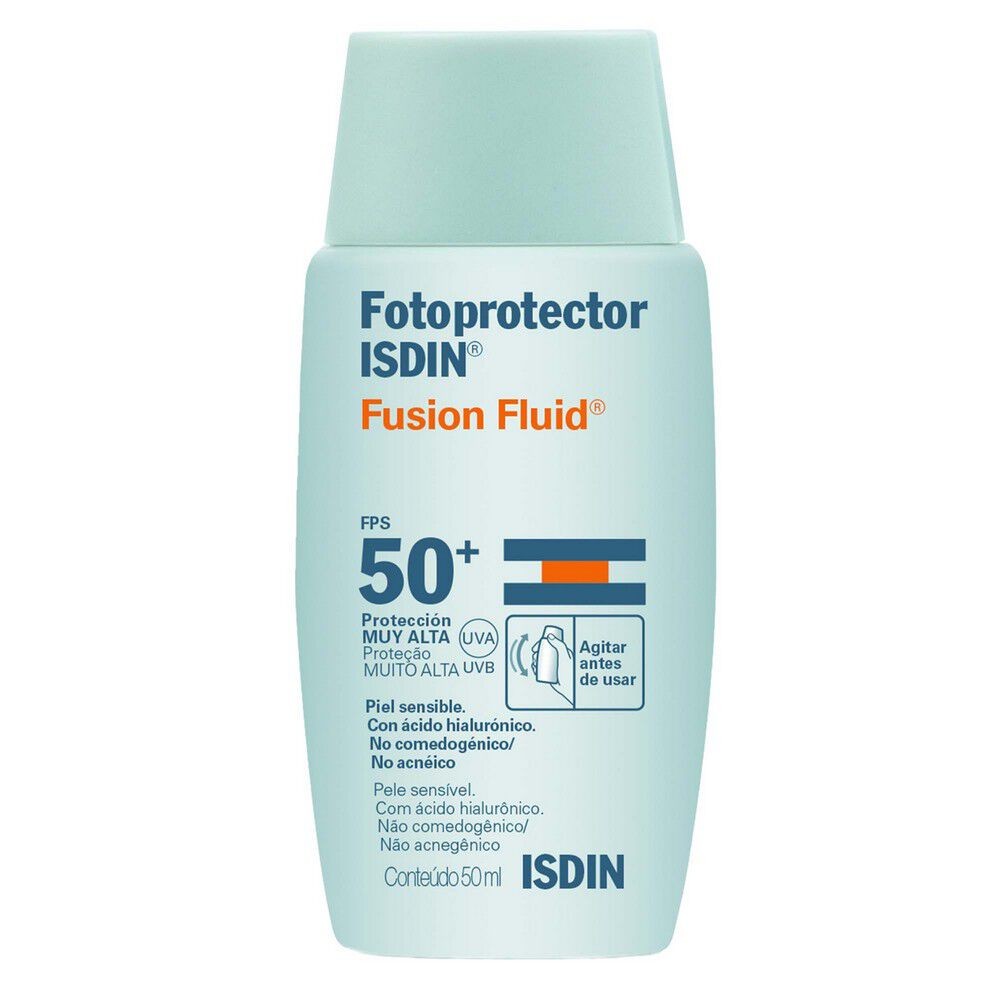 Fotoprotector
ISDIN®
Fusion Fluid®
FPS
50+
Protección
MUY ALTA
Proteção
MUITO ALTA
UVA
UVB
Agitar
antes
de usar
Piel sensible.
Con ácido hialurónico.
No comedogénico/
No acnéico
Pele sensível.
Com ácido hialurônico.
Não comedogênico/
Não acnegênico
Conteúdo 50 ml
ISDIN